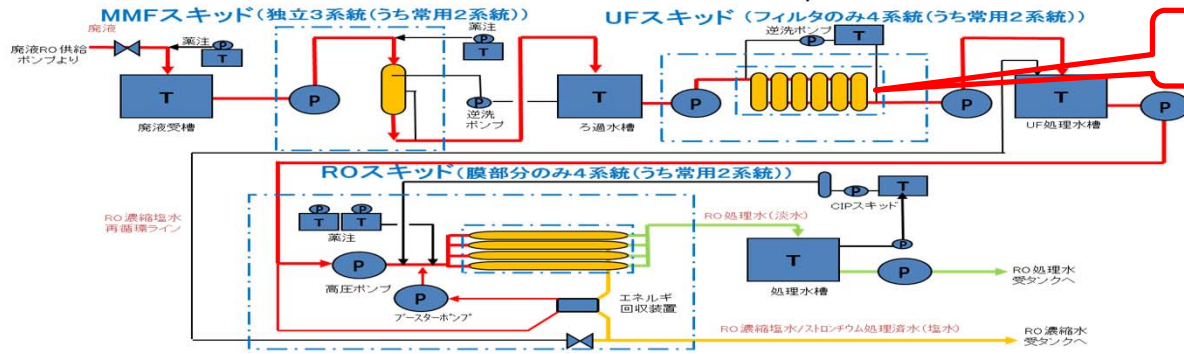 MMFスキッド(独立3系統(うち常用2系統))
UFスキッド(フィルタのみ4系統(うち常用2系統))
廃液
薬注
P
T
薬注
P
T
逆洗ポンプ
P
T
廃液RO供給
ポンプより
T
廃液受槽
P
P
逆洗
ポンプ
T
ろ過水槽
P
P
T
UF処理水槽
P
ROスキッド(膜部分のみ4系統(うち常用2系統))
RO濃縮塩水
再循環ライン
P
P
T
T
薬注
P
T
CIPスキッド
P
RO処理水(淡水)
P
高圧ポンプ
P
ブースターポンプ
エネルギ
回収装置
T
処理水槽
P
RO処理水
受タンクへ
RO濃縮塩水/ストロンチウム処理済水(塩水)
RO濃縮水
受タンクへ